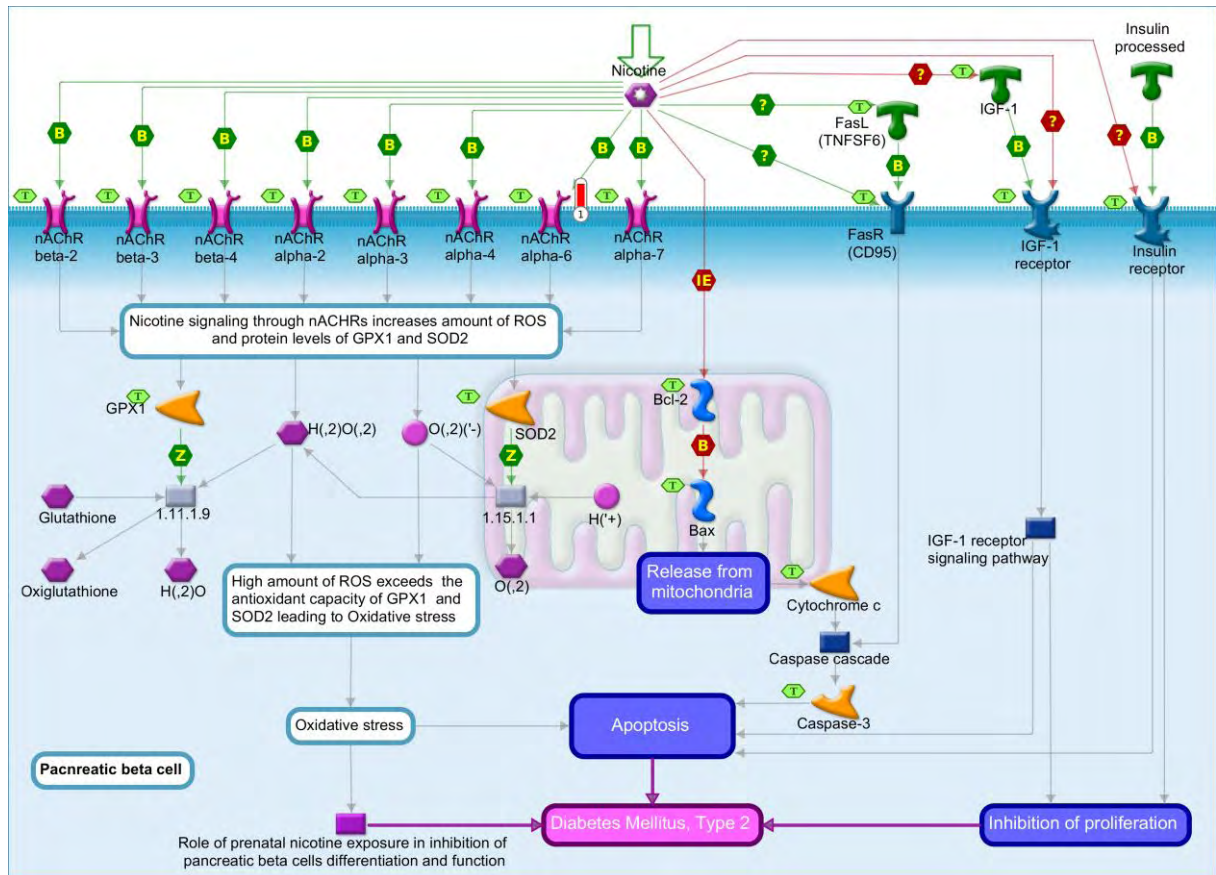 Nicotine
Insulin
processed
?
T
IGF-1
?
?
T
FasL
(TNFSF6)
?
B
B
B
B
B
B
B
B
B
?
B
B
IE
T
T
T
T
T
T
T
T
T
T
T
1
nAChR
beta-2
nAChR
beta-3
nAChR
beta-4
nAChR
alpha-2
nAChR
alpha-3
nAChR
alpha-4
nAChR
alpha-6
nAChR
alpha-7
FasR
(CD95)
IGF-1
receptor
Insulin
receptor
Nicotine signaling through nACHRs increases amount of ROS
and protein levels of GPX1 and SOD2
T
GPX1
H(,2)O(,2)
O(,2)('-)
T
SOD2
T
Bcl-2
Z
Z
B
T
Bax
Glutathione
1.11.1.9
1.15.1.1
H('+)
Oxiglutathione
H(,2)O
O(,2)
IGF-1 receptor
signaling pathway
High amount of ROS exceeds the
antioxidant capacity of GPX1 and
SOD2 leading to Oxidative stress
Release from
mitochondria
T
Cytochrome c
Caspase cascade
T
Caspase-3
Oxidative stress
Apoptosis
Pacnreatic beta cell
Role of prenatal nicotine exposure in inhibition of
pancreatic beta cells differentiation and function
Diabetes Mellitus, Type 2
Inhibition of proliferation